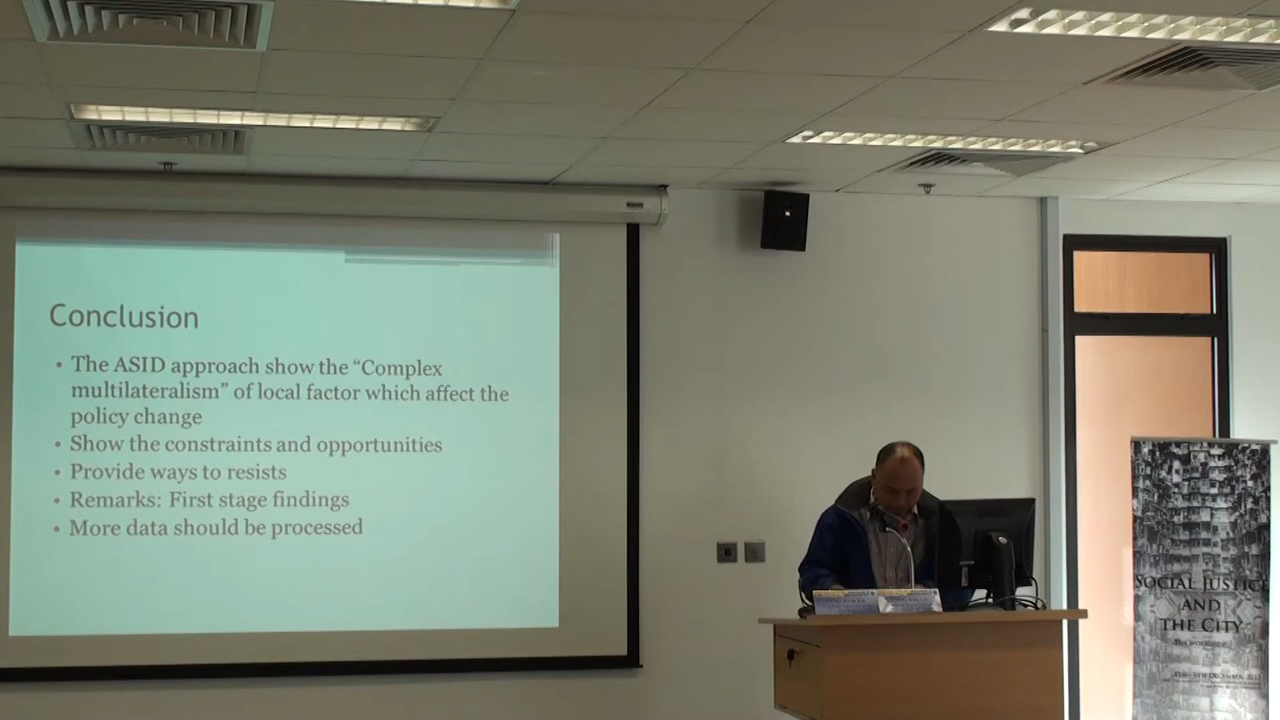 Conclusion
• The ASID approach show the “Complex
multilateralism” of local factor which affect the
policy change
• Show the constraints and opportunities
• Provide ways to resists
• Remarks: First stage findings
• More data should be processed
SOCIAL JUSTICE
AND
THE CITY